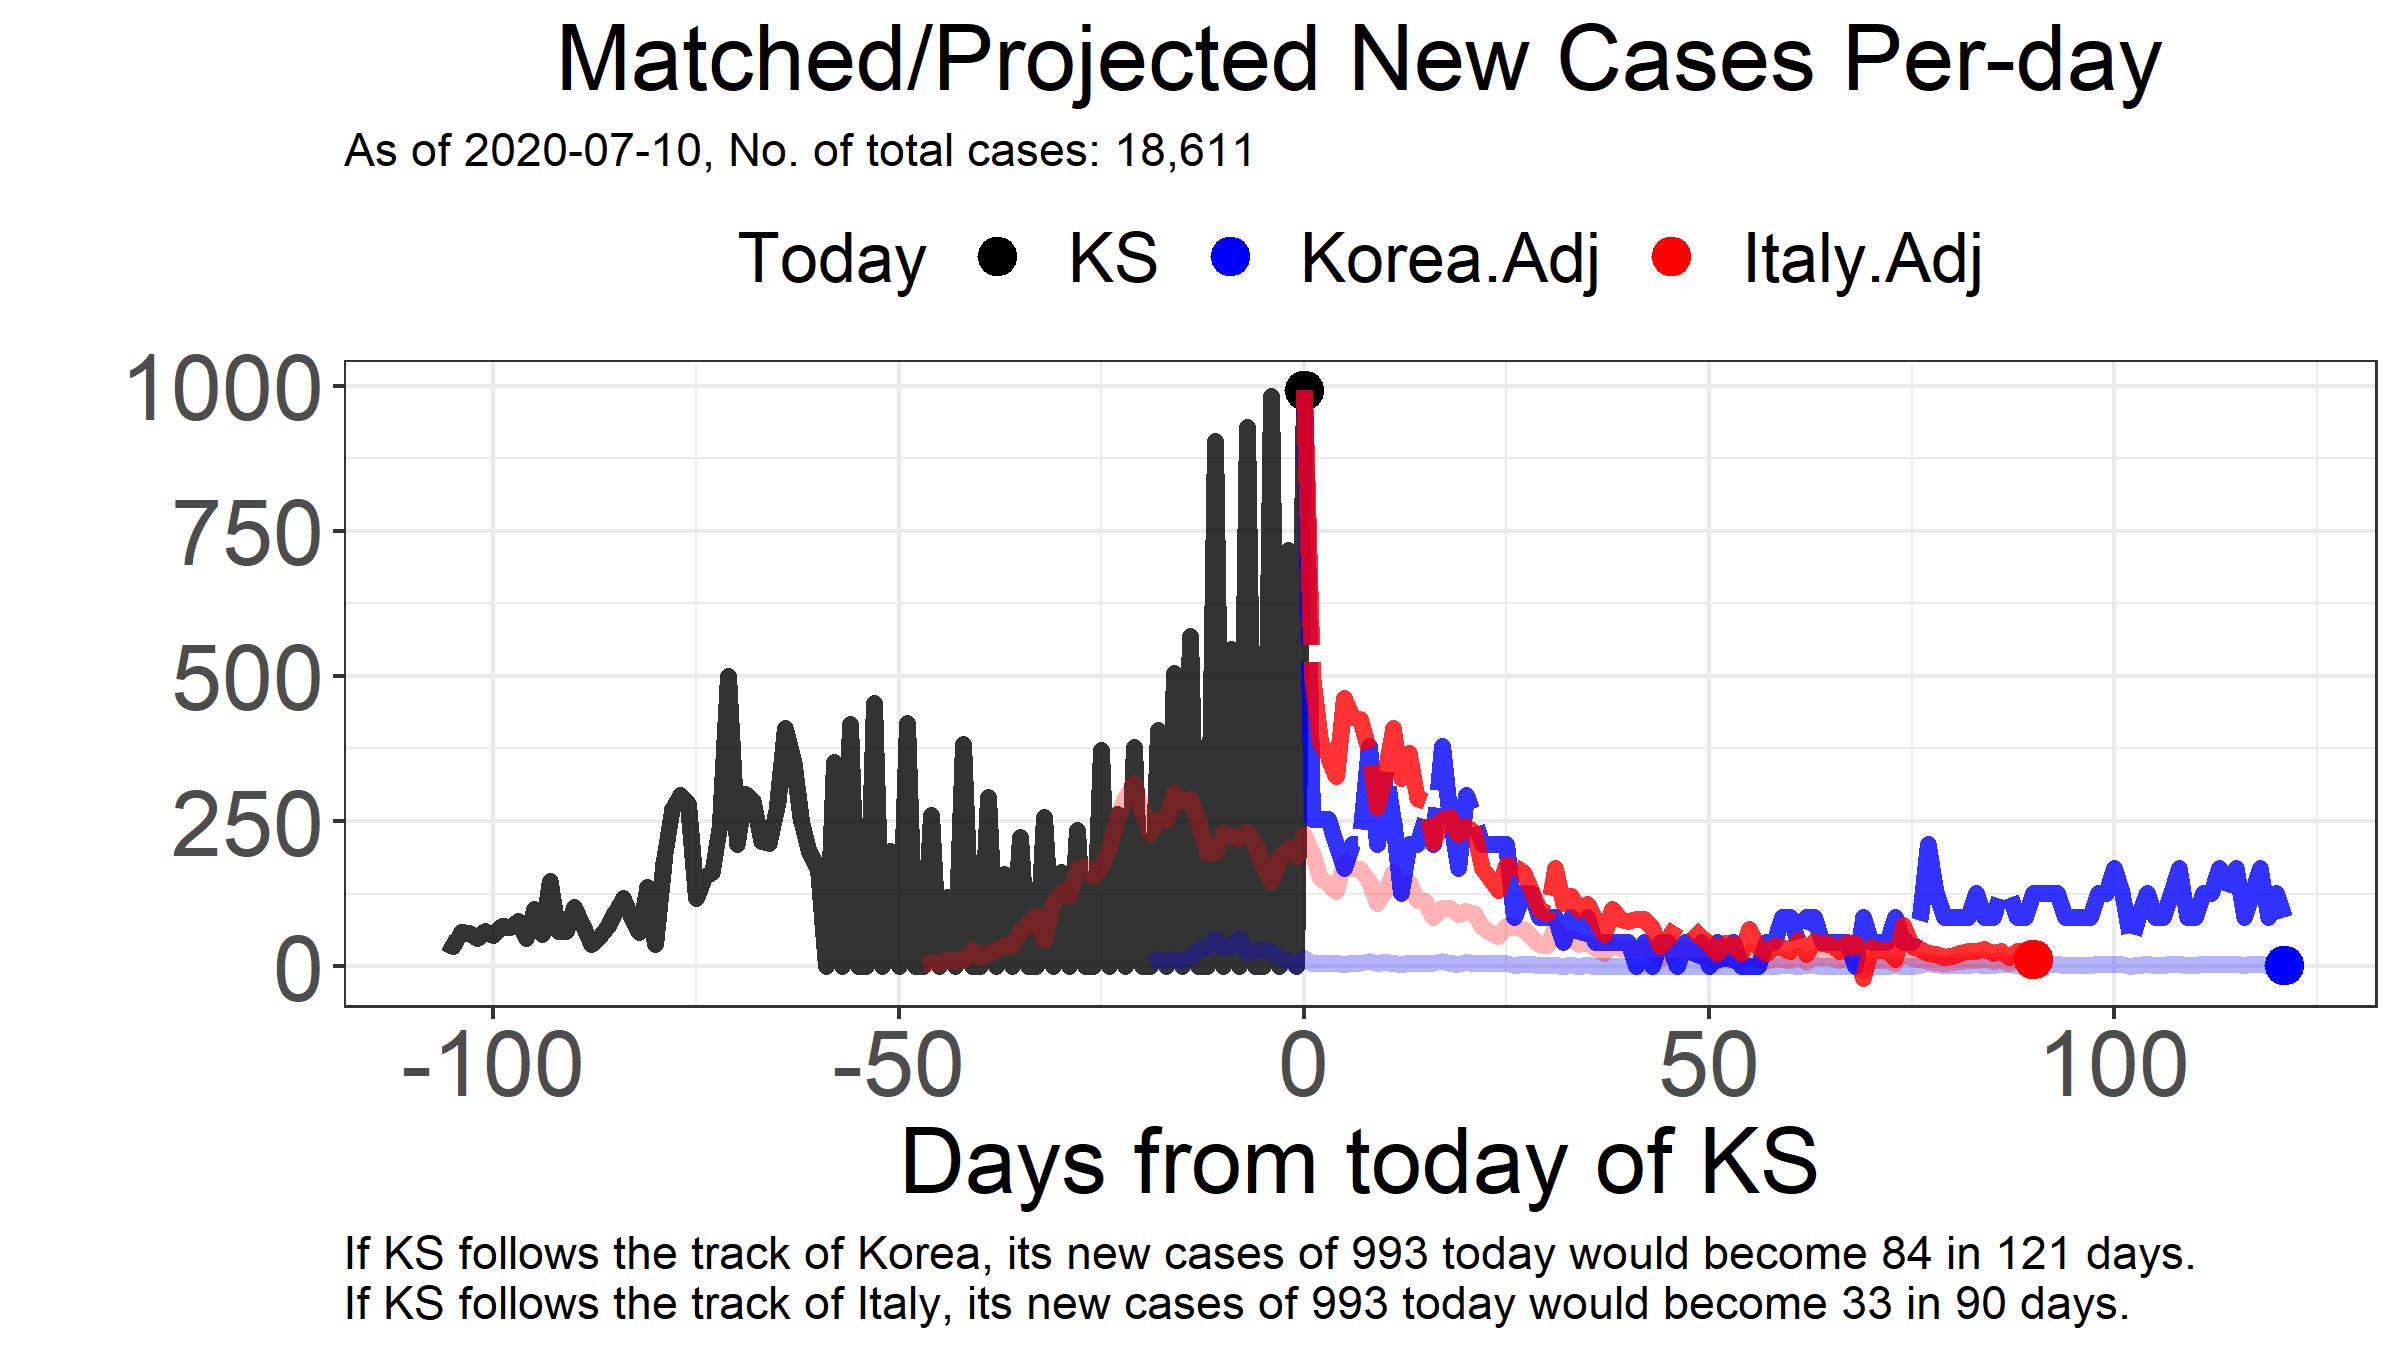 Matched/Projected New Cases Per-day
As of 2020-07-10, No. of total cases: 18,611
Today KS Korea.Adj Italy.Adj
1000
750
500
250
0
-100 -50 0 50 100
Days from today of KS
If KS follows the track of Korea, its new cases of 993 today would become 84 in 121 days.
If KS follows the track of Italy, its new cases of 993 today would become 33 in 90 days.